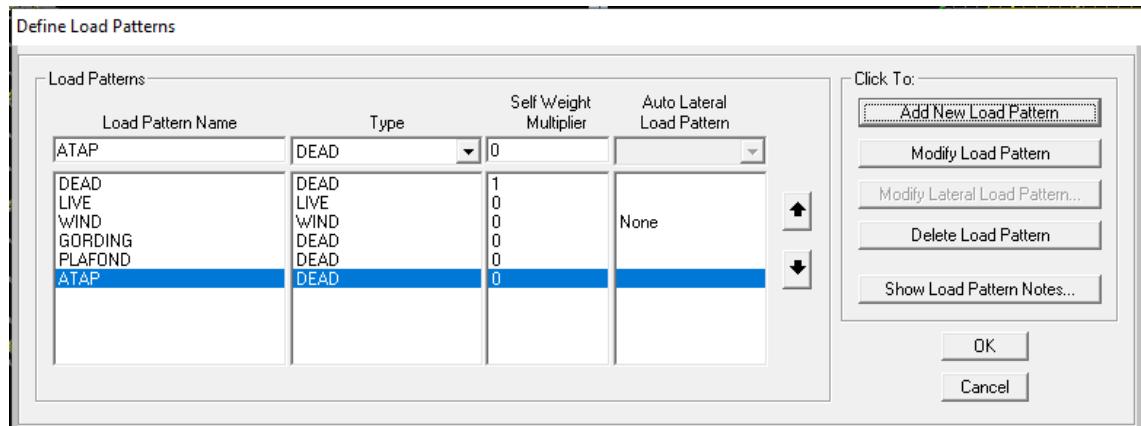 Define Load Patterns
Load Patterns
Click To:
Load Pattern Name Type Self Weight Multiplier Auto Lateral Load Pattern
ATAP DEAD 0
DEAD DEAD 1
LIVE LIVE 0
WIND WIND 0 None
GORDING DEAD 0
PLAFOND DEAD 0
ATAP DEAD 0
Add New Load Pattern
Modify Load Pattern
Modify Lateral Load Pattern...
Delete Load Pattern
Show Load Pattern Notes...
OK
Cancel